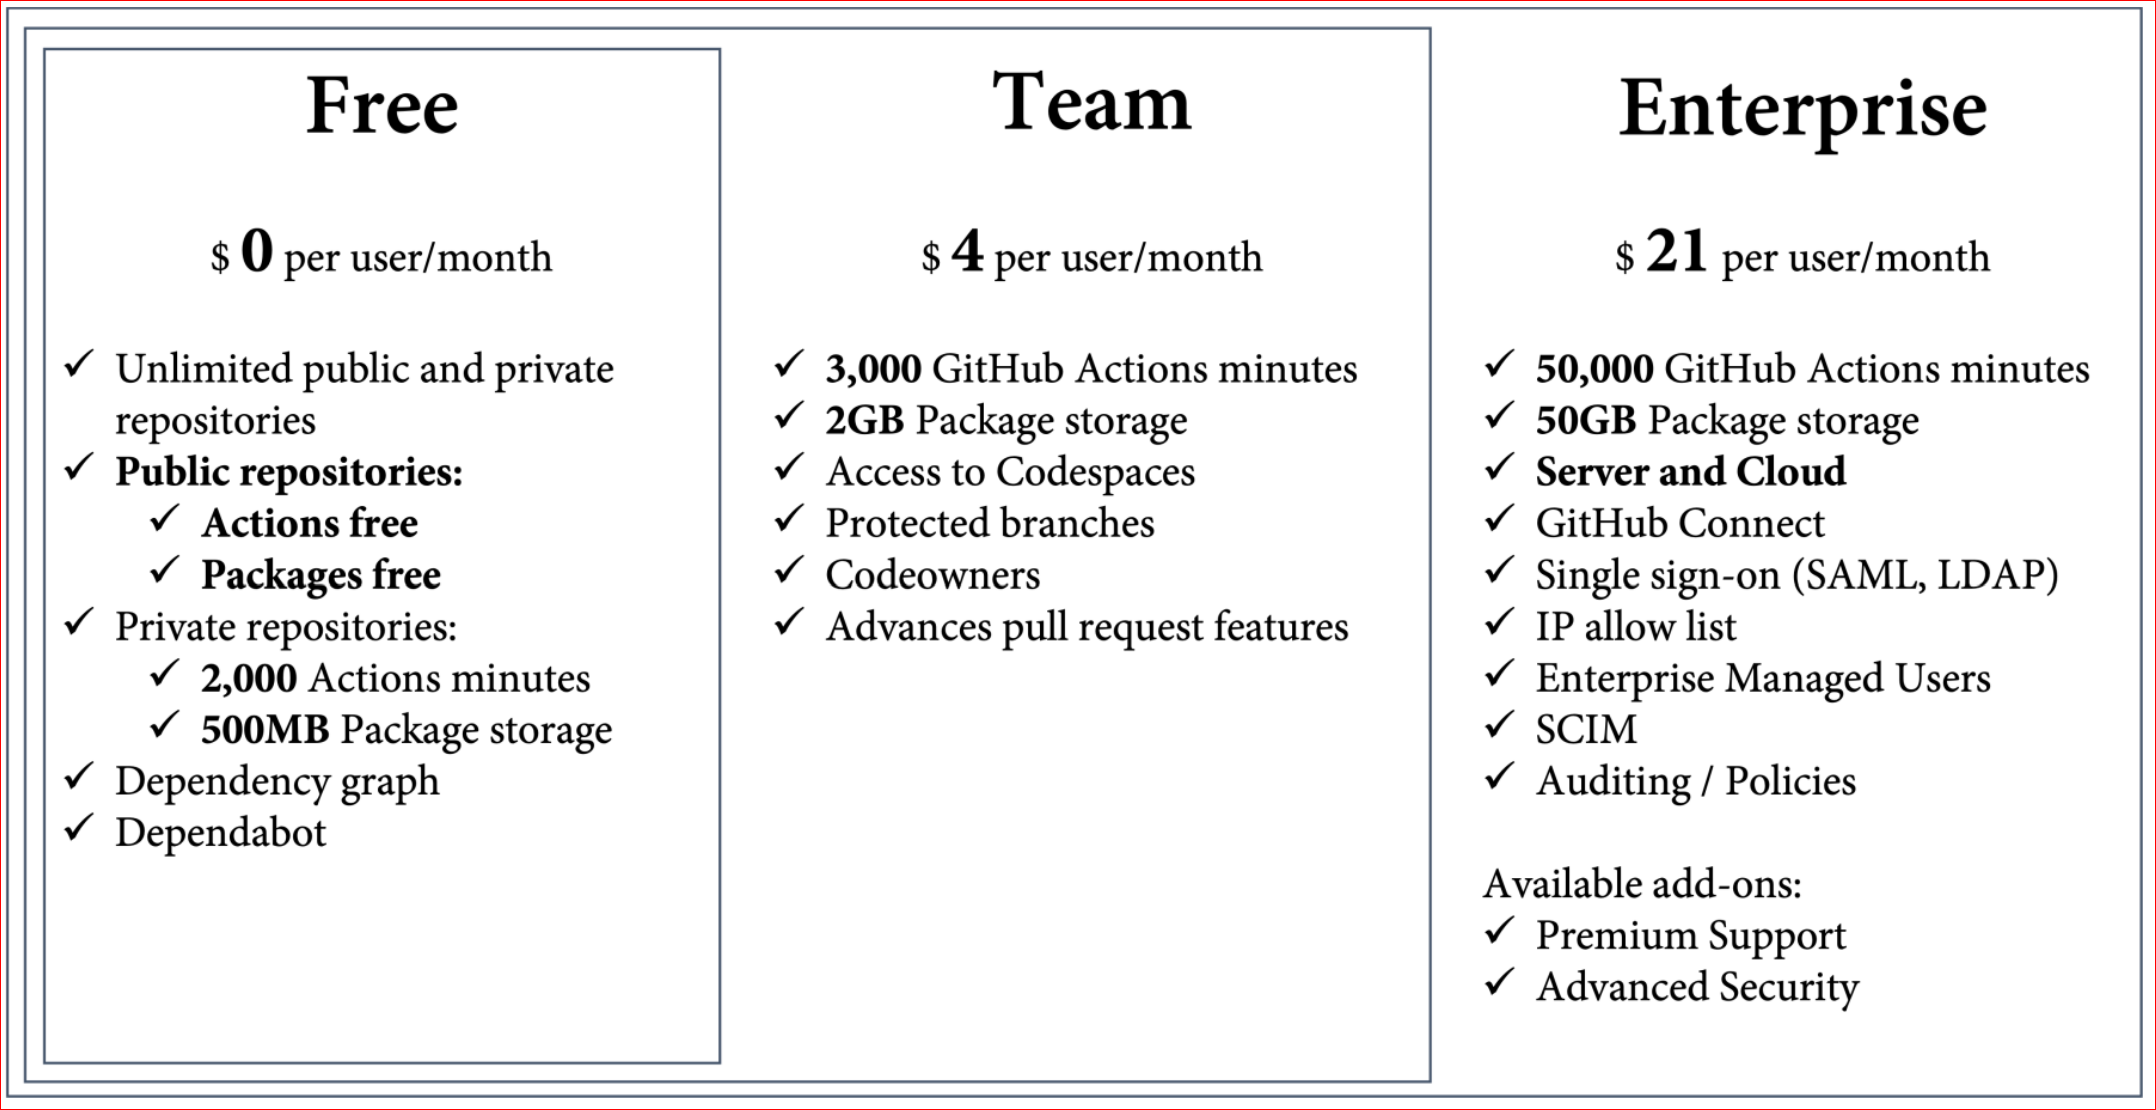 Free
$ 0 per user/month
✓ Unlimited public and private
repositories
✓ Public repositories:
✓ Actions free
✓ Packages free
✓ Private repositories:
✓ 2,000 Actions minutes
✓ 500MB Package storage
✓ Dependency graph
✓ Dependabot
Team
$ 4 per user/month
✓ 3,000 GitHub Actions minutes
✓ 2GB Package storage
✓ Access to Codespaces
✓ Protected branches
✓ Codeowners
✓ Advances pull request features
Enterprise
$ 21 per user/month
✓ 50,000 GitHub Actions minutes
✓ 50GB Package storage
✓ Server and Cloud
✓ GitHub Connect
✓ Single sign-on (SAML, LDAP)
✓ IP allow list
✓ Enterprise Managed Users
✓ SCIM
✓ Auditing / Policies
Available add-ons:
✓ Premium Support
✓ Advanced Security